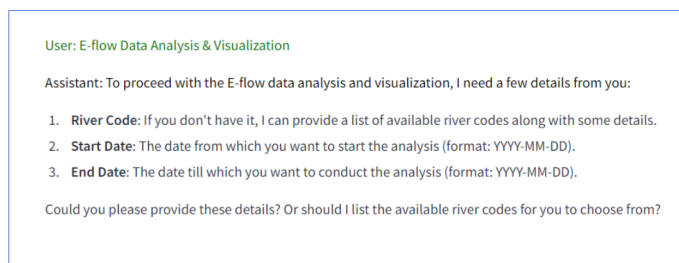 User: E-flow Data Analysis & Visualization
Assistant: To proceed with the E-flow data analysis and visualization, I need a few details from you:
1. River Code: If you don't have it, I can provide a list of available river codes along with some details.
2. Start Date: The date from which you want to start the analysis (format: YYYY-MM-DD).
3. End Date: The date till which you want to conduct the analysis (format: YYYY-MM-DD).
Could you please provide these details? Or should I list the available river codes for you to choose from?